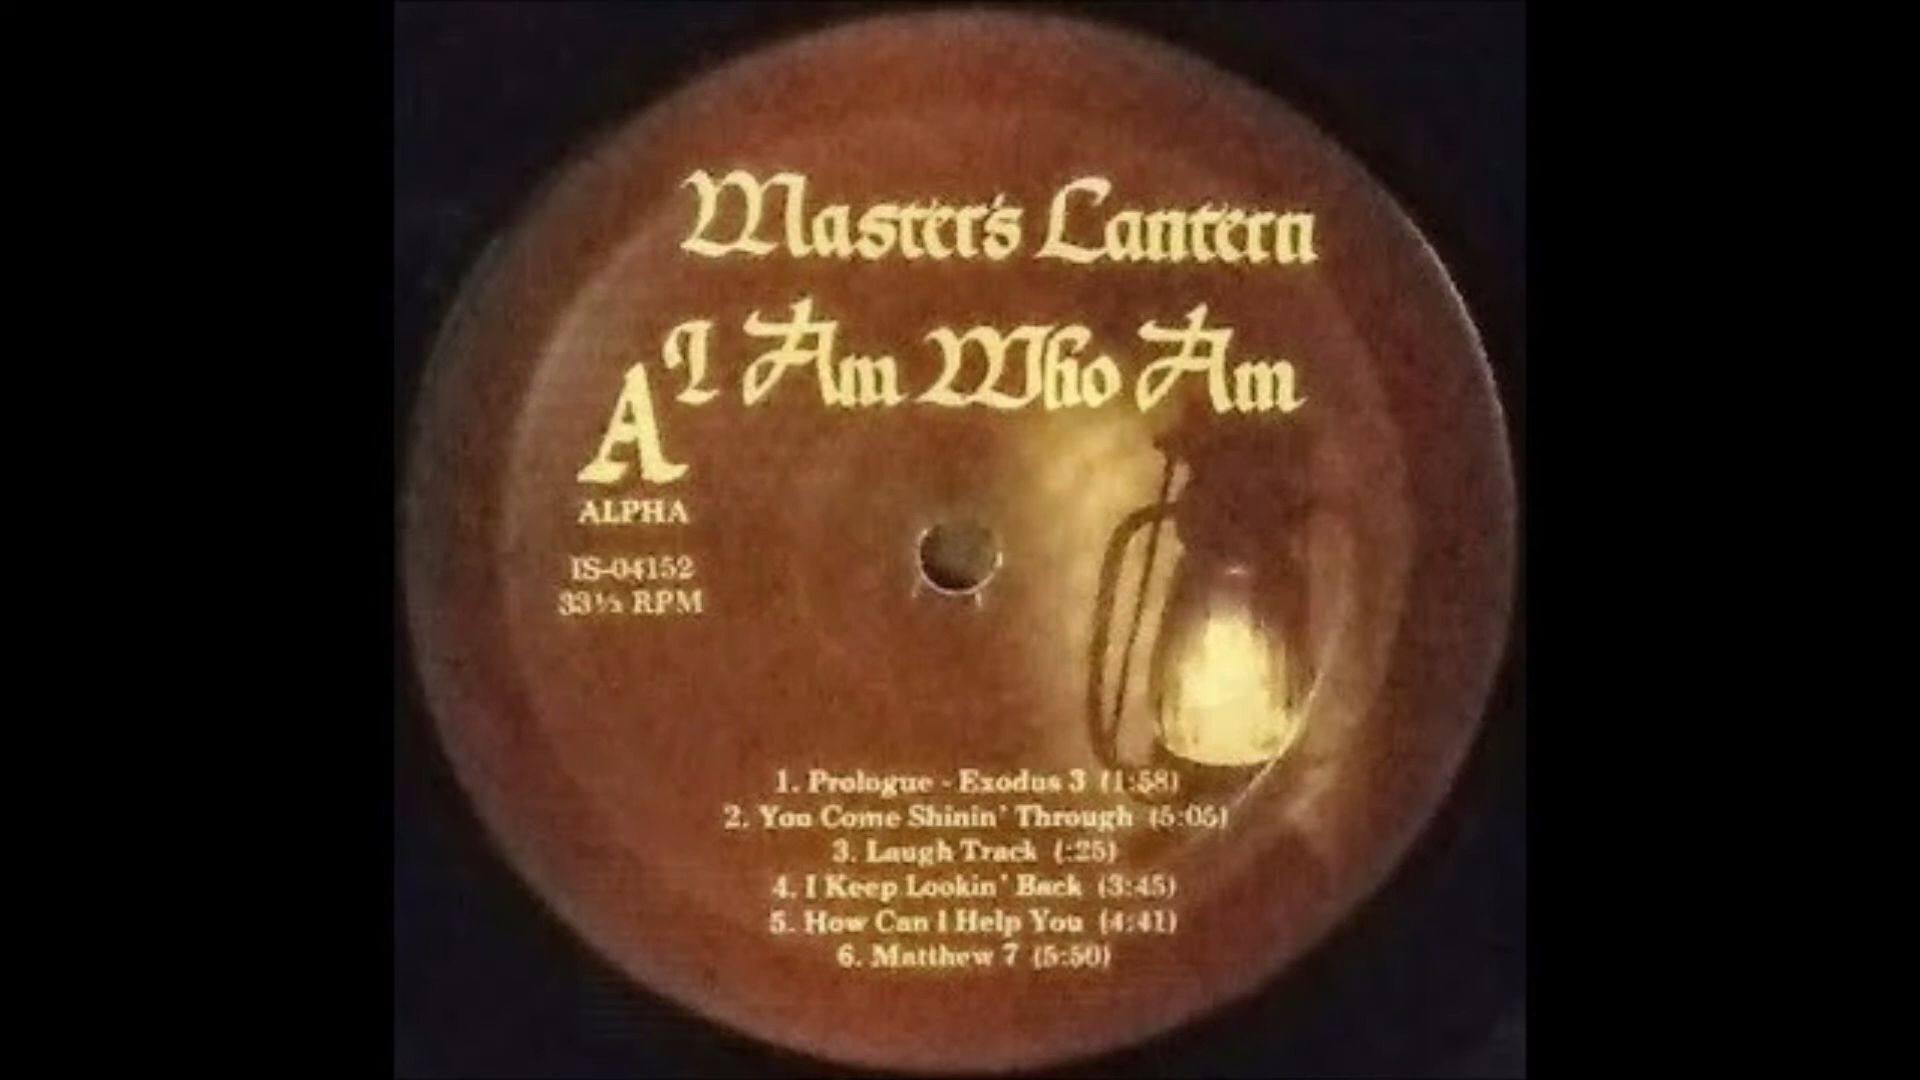 Master's Lantern
I Am Who Am
A
ALPHA
IS-04152
33⅓ RPM
1. Prologue - Exodus 3 (1:58)
2. You Come Shinin' Through (5:05)
3. Laugh Track (:25)
4. I Keep Lookin' Back (3:45)
5. How Can I Help You (4:41)
6. Matthew 7 (5:50)